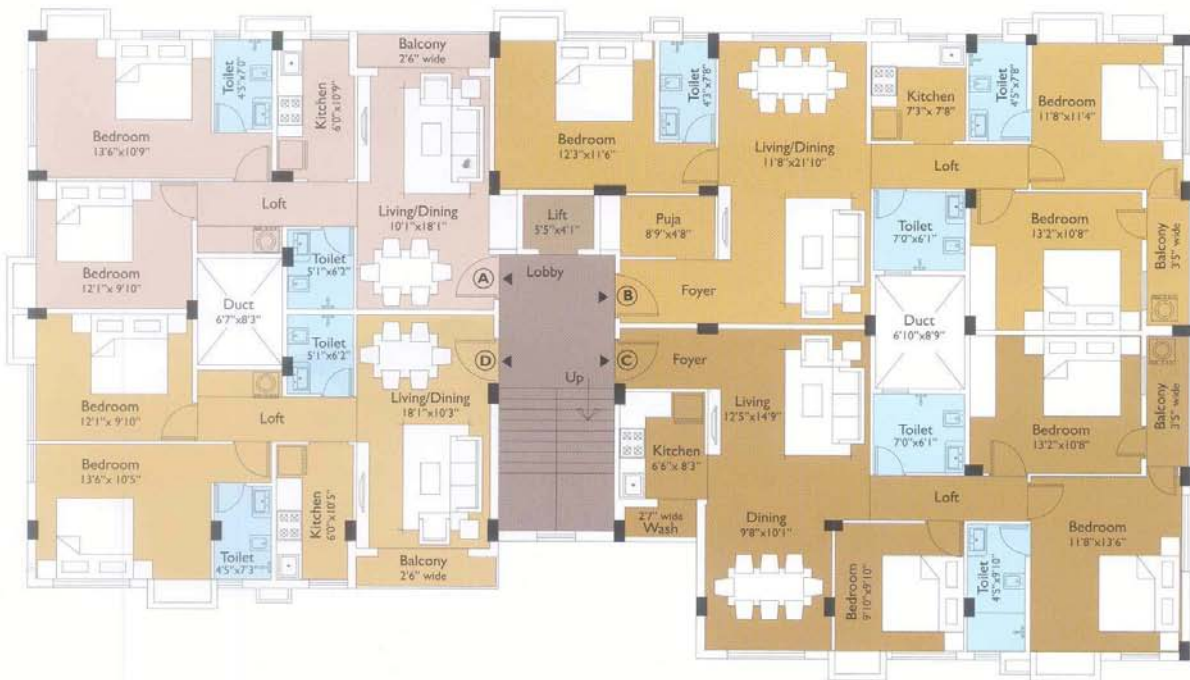 Bedroom
13'6"x10'9"
Toilet
4'5"x7'0"
Kitchen
6'0"x10'9"
Balcony
2'6" wide
Living/Dining
10'1"x18'1"
Loft
Bedroom
12'1"x 9'10"
Toilet
5'1"x6'2"
Duct
6'7"x8'3"
A
Bedroom
12'3"x11'6"
Toilet
4'3"x7'8"
Living/Dining
11'8"x21'10"
Kitchen
7'3"x 7'8"
Toilet
4'5"x7'8"
Bedroom
11'8"x11'4"
Loft
Lift
5'5"x4'1"
Puja
8'9"x4'8"
Lobby
B
Foyer
Toilet
7'0"x6'1"
Bedroom
13'2"x10'8"
Balcony
3'5" wide
Duct
6'10"x8'9"
Toilet
5'1"x6'2"
Bedroom
12'1"x 9'10"
Loft
Living/Dining
18'1"x10'3"
D
C
Up
Foyer
Living
12'5"x14'9"
Toilet
7'0"x6'1"
Bedroom
13'2"x10'8"
Balcony
3'5" wide
Bedroom
13'6"x 10'5"
Toilet
4'5"x7'3"
Kitchen
6'0"x10'5"
Balcony
2'6" wide
Kitchen
6'6"x 8'3"
2'7" wide
Wash
Dining
9'8"x10'1"
Loft
Bedroom
9'10"x9'10"
Toilet
4'5"x9'10"
Bedroom
11'8"x13'6"